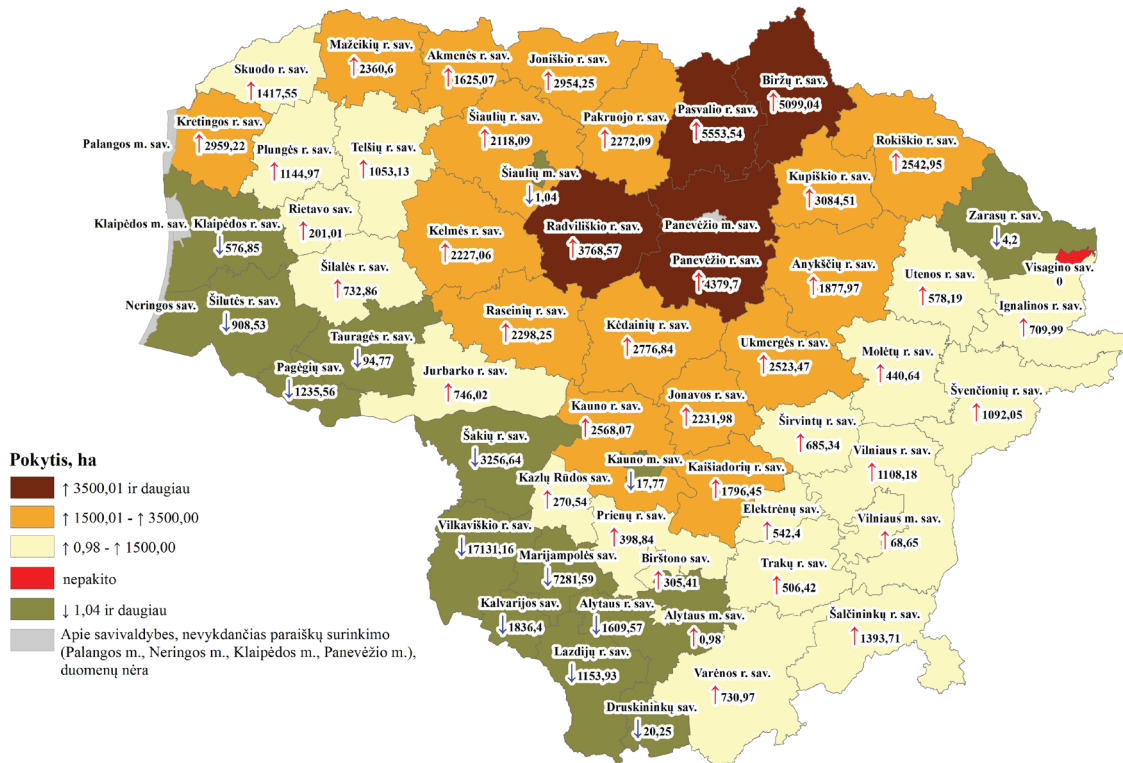 Mažeikių r. sav.
↑2360,6
Akmenės r. sav.
↑1625,07
Joniškio r. sav.
↑2954,25
Skuodo r. sav.
↑1417,55
Biržų r. sav.
↑5099,04
Pasvalio r. sav.
↑5553,54
Kretingos r. sav.
↑2959,22
Šiaulių r. sav.
↑2118,09
Pakruojo r. sav.
↑2272,09
Palangos m. sav.
Plungės r. sav.
↑1144,97
Telšių r. sav.
↑1053,13
Rokiškio r. sav.
↑2542,95
Šiaulių m. sav.
↓1,04
Kupiškio r. sav.
↑3084,51
Klaipėdos m. sav.
Klaipėdos r. sav.
↓576,85
Rietavo sav.
↑201,01
Kelmės r. sav.
↑2227,06
Radviliškio r. sav.
↑3768,57
Panevėžio m. sav.
Zarasų r. sav.
↓4,2
Panevėžio r. sav.
↑4379,7
Anykščių r. sav.
↑1877,97
Visagino sav.
0
Šilalės r. sav.
↑732,86
Utenos r. sav.
↑578,19
Neringos sav.
Šilutės r. sav.
↓908,53
Ignalinos r. sav.
↑709,99
Raseinių r. sav.
↑2298,25
Kėdainių r. sav.
↑2776,84
Tauragės r. sav.
↓94,77
Ukmergės r. sav.
↑2523,47
Molėtų r. sav.
↑440,64
Pagėgių sav.
↓1235,56
Jurbarko r. sav.
↑746,02
Švenčionių r. sav.
↑1092,05
Kauno r. sav.
↑2568,07
Jonavos r. sav.
↑2231,98
Širvintų r. sav.
↑685,34
Šakių r. sav.
↓3256,64
Vilniaus r. sav.
↑1108,18
Kauno m. sav.
↓17,77
Kaišiadorių r. sav.
↑1796,45
Kazlų Rūdos sav.
↑270,54
Elektrėnų sav.
↑542,4
Prienų r. sav.
↑398,84
Vilniaus m. sav.
↑68,65
Vilkaviškio r. sav.
↓17131,16
Marijampolės sav.
↓7281,59
Birštono sav.
↑305,41
Trakų r. sav.
↑506,42
Kalvarijos sav.
↓1836,4
Alytaus r. sav.
↓1609,57
Alytaus m. sav.
↑0,98
Šalčininkų r. sav.
↑1393,71
Lazdijų r. sav.
↓1153,93
Varėnos r. sav.
↑730,97
Druskininkų sav.
↓20,25
Pokytis, ha
↑ 3500,01 ir daugiau
↑ 1500,01 - ↑ 3500,00
↑ 0,98 - ↑ 1500,00
nepakito
↓ 1,04 ir daugiau
Apie savivaldybes, nevykdančias paraiškų surinkimo
(Palangos m., Neringos m., Klaipėdos m., Panevėžio m.),
duomenų nėra